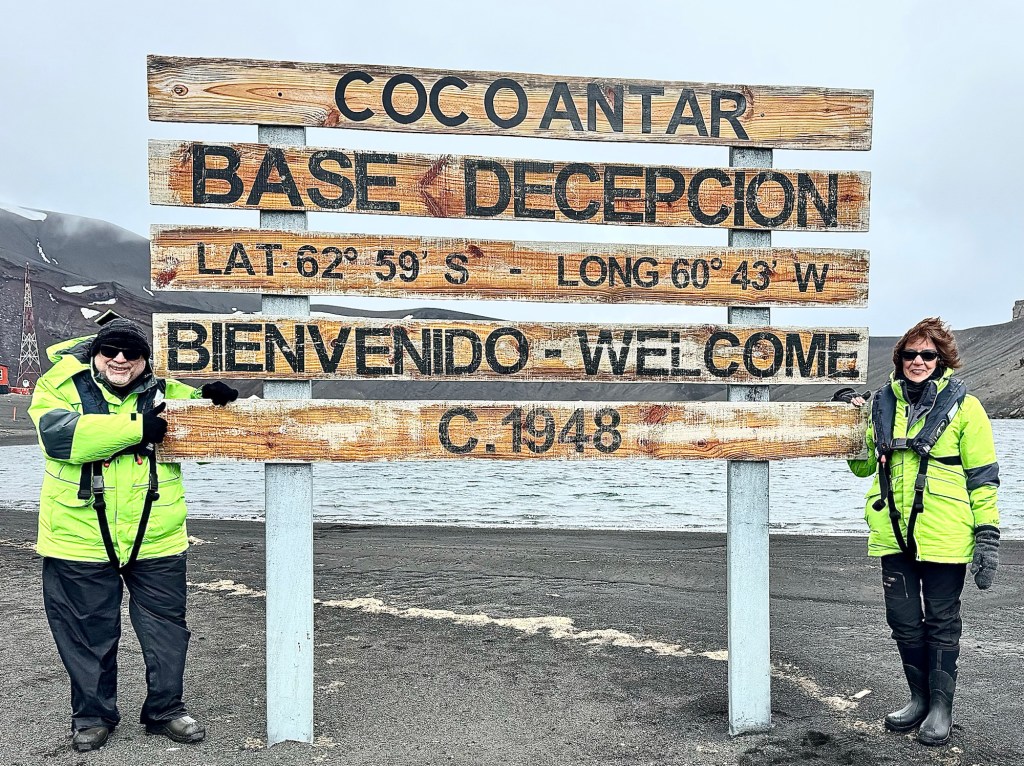 COCOANTAR
BASE DECEPCION
LAT. 62° 59' S - LONG 60° 43' W
BIENVENIDO - WELCOME
C. 1948